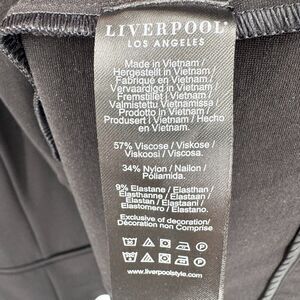 LIVERPOOL
LOS ANGELES
Made in Vietnam /
Hergestellt in Vietnam /
Fabriqué en Vietnam /
Vervaardigd in Vietnam /
Fremstillet i Vietnam /
Valmistettu Vietnamissa /
Prodotto in Vietnam /
Produsert i Vietnam / Hecho
en Vietnam.
57% Viscose / Viskose /
Viskoosi / Viscosa.
34% Nylon / Nailon /
Póliamida.
9% Elastane / Elasthan /
Elasthanne / Elastaan /
Elastan / Elastaani /
Elastomero / Elastano.
Exclusive of decoration/
Décoration non Comprise
www.liverpoolstyle.com